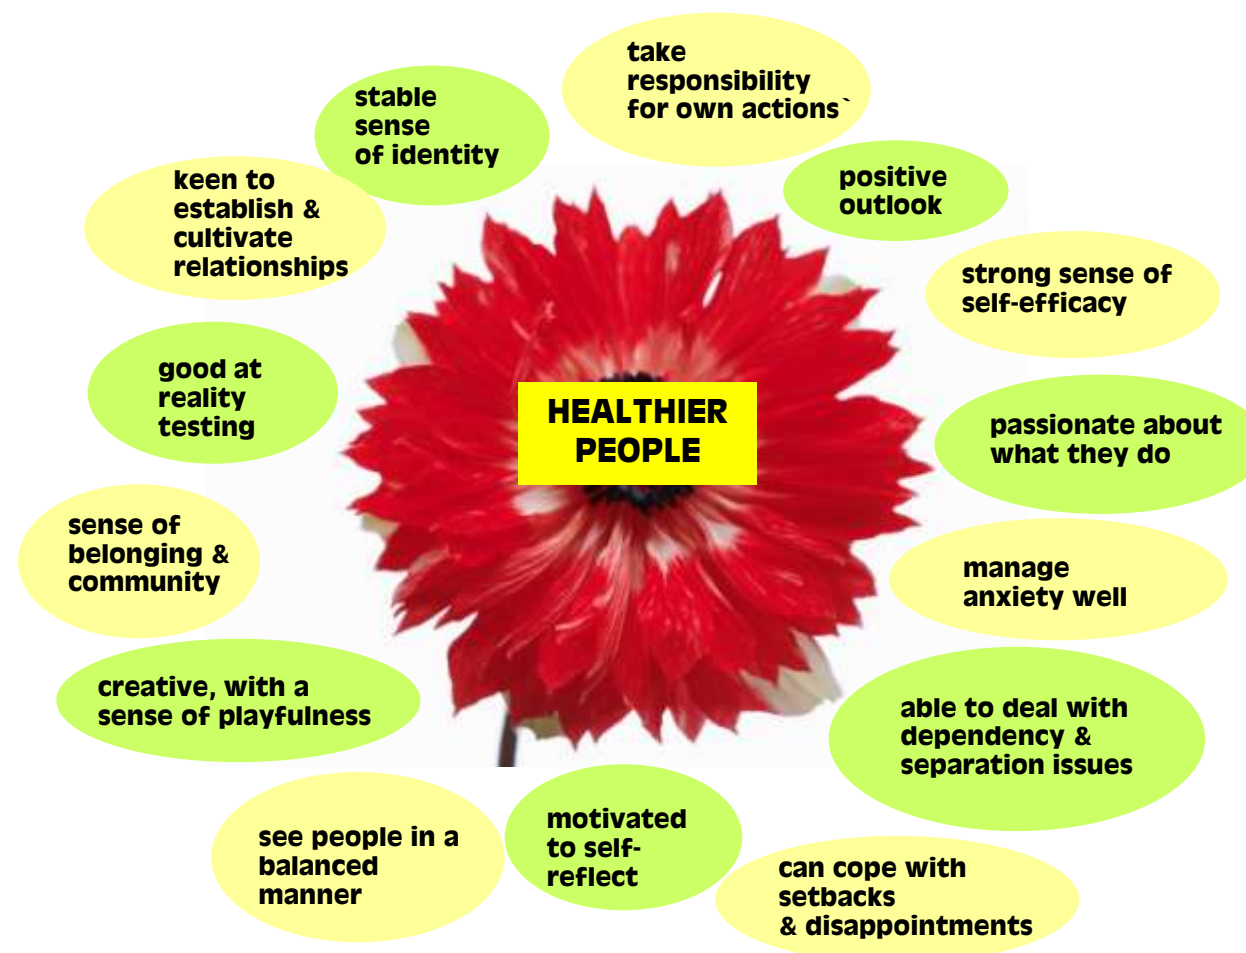 take
responsibility
for own actions`
stable
sense
of identity
positive
outlook
keen to
establish &
cultivate
relationships
strong sense of
self-efficacy
good at
reality
testing
HEALTHIER
PEOPLE
passionate about
what they do
sense of
belonging &
community
manage
anxiety well
creative, with a
sense of playfulness
able to deal with
dependency &
separation issues
see people in a
balanced
manner
motivated
to self-
reflect
can cope with
setbacks
& disappointments